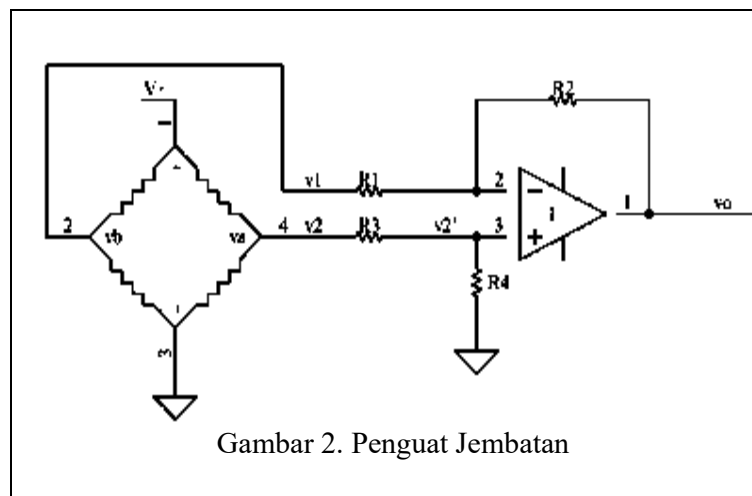 R2
v1 R1 2
1 vo
2 vb va 4 v2 R3 v2' 3
R4
3
Gambar 2. Penguat Jembatan